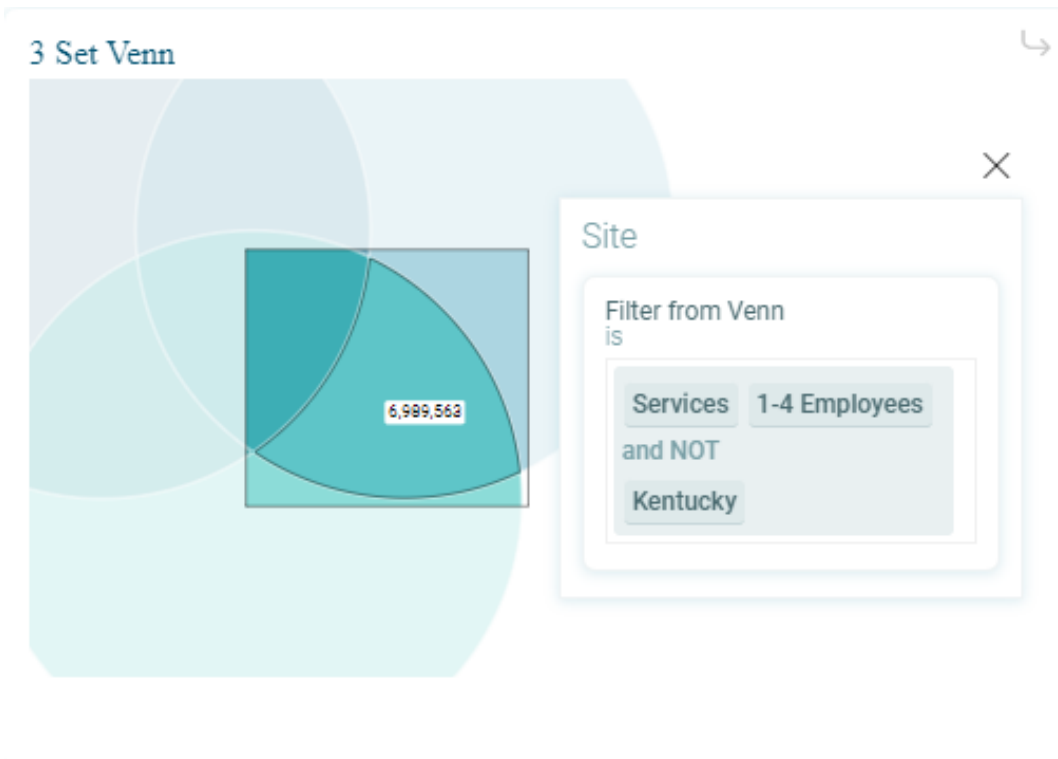 3 Set Venn
Site
Filter from Venn
is
Services 1-4 Employees
and NOT
Kentucky
6,989,563